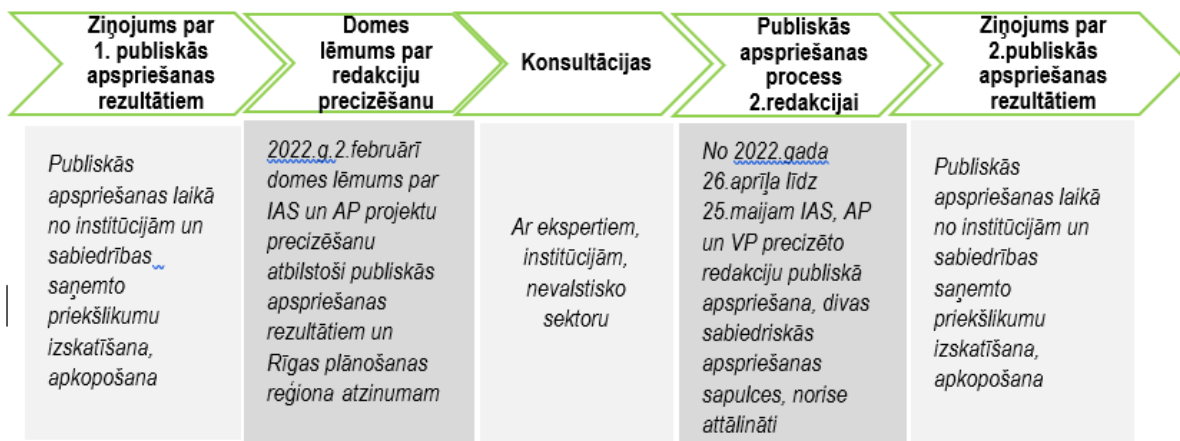 Ziņojums par
1. publiskās
apspriešanas
rezultātiem
Domes
lēmums par
redakciju
precizēšanu
Konsultācijas
Publiskās
apspriešanas
process
2.redakcijai
Ziņojums par
2.publiskās
apspriešanas
rezultātiem
Publiskās
apspriešanas laikā
no institūcijām un
sabiedrības
saņemto
priekšlikumu
izskatīšana,
apkopošana
2022.g.2.februārī
domes lēmums par
IAS un AP projektu
precizēšanu
atbilstoši publiskās
apspriešanas
rezultātiem un
Rīgas plānošanas
reģiona atzinumam
Ar ekspertiem,
institūcijām,
nevalstisko
sektoru
No 2022.gada
26.aprīļa līdz
25.maijam IAS, AP
un VP precizēto
redakciju publiskā
apspriešana, divas
sabiedriskās
apspriešanas
sapulces, norise
attālināti
Publiskās
apspriešanas laikā
no institūcijām un
sabiedrības
saņemto
priekšlikumu
izskatīšana,
apkopošana